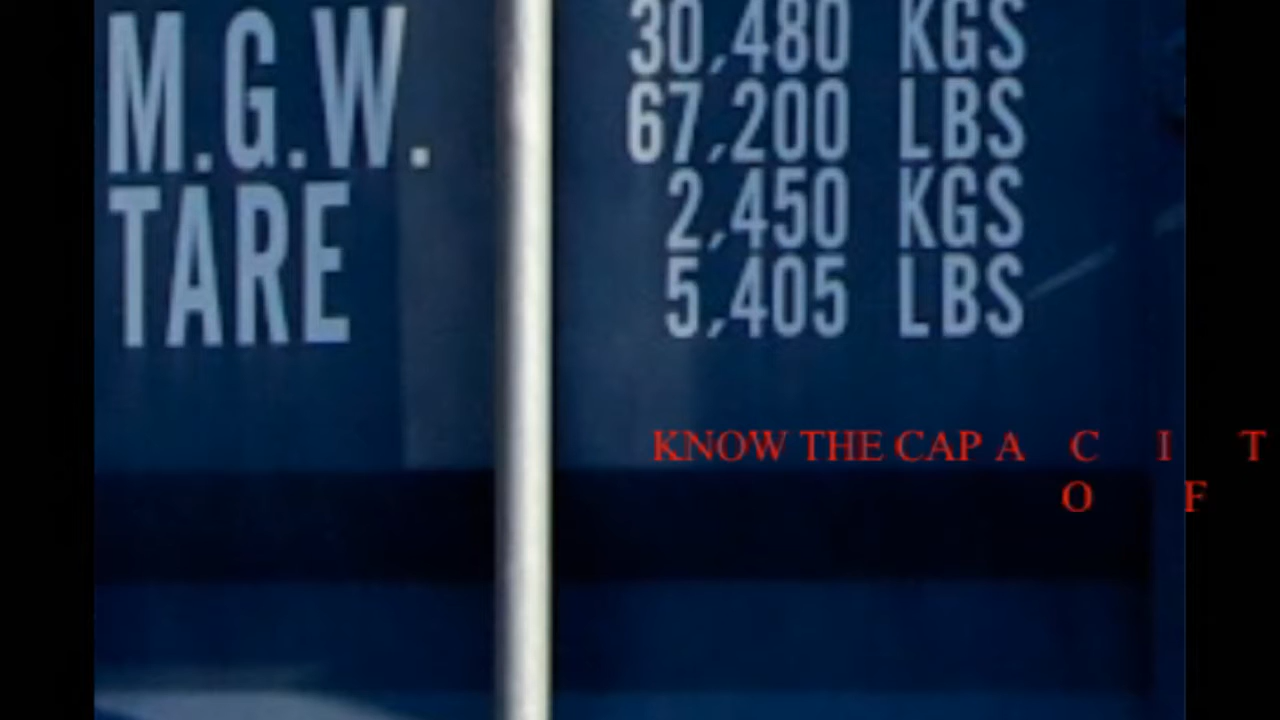 M.G.W.
TARE
30,480 KGS
67,200 LBS
2,450 KGS
5,405 LBS
KNOW THE CAP A C I T
O F